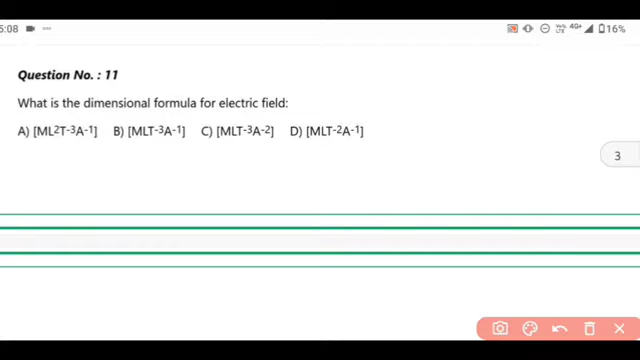 5:08 4G+ 16%
Question No. : 11
What is the dimensional formula for electric field:
A) [ML2T-3A-1] B) [MLT-3A-1] C) [MLT-3A-2] D) [MLT-2A-1]
3